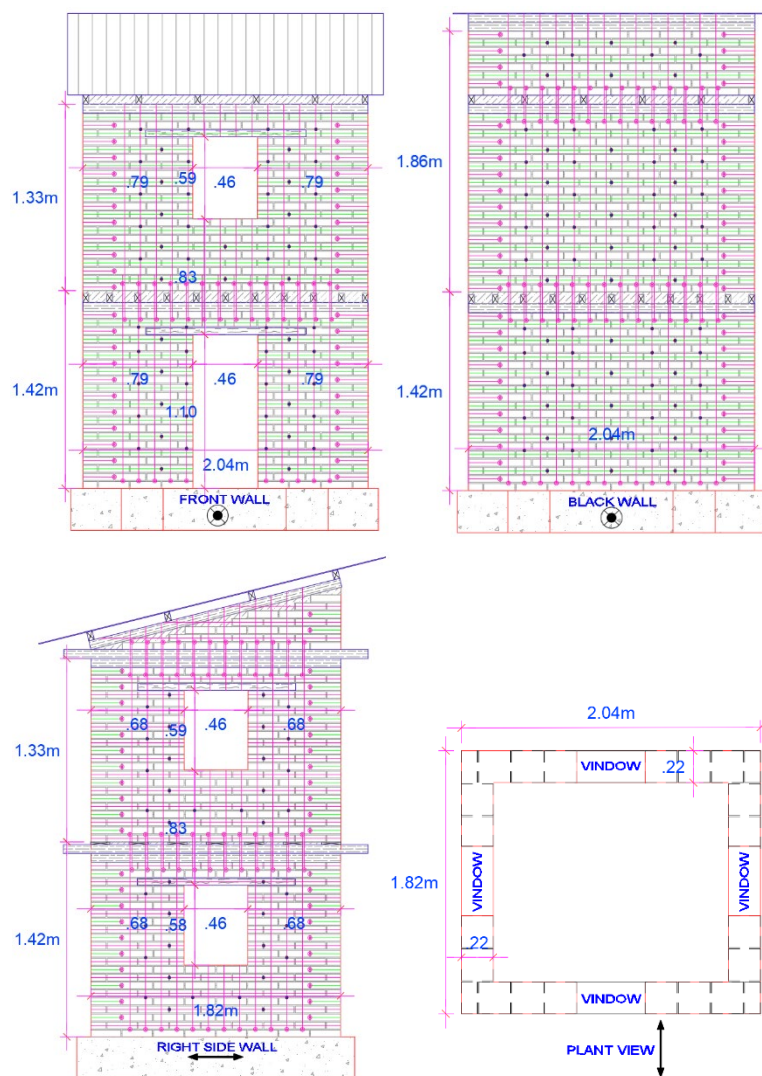 1.33m
.79
.59
.46
.79
.83
1.42m
.79
.46
.79
1.10
2.04m
FRONT WALL
1.86m
1.42m
2.04m
BLACK WALL
1.33m
.68
.59
.46
.68
.83
1.42m
.68
.58
.46
.68
1.82m
RIGHT SIDE WALL
2.04m
VINDOW
.22
1.82m
VINDOW
VINDOW
.22
VINDOW
PLANT VIEW